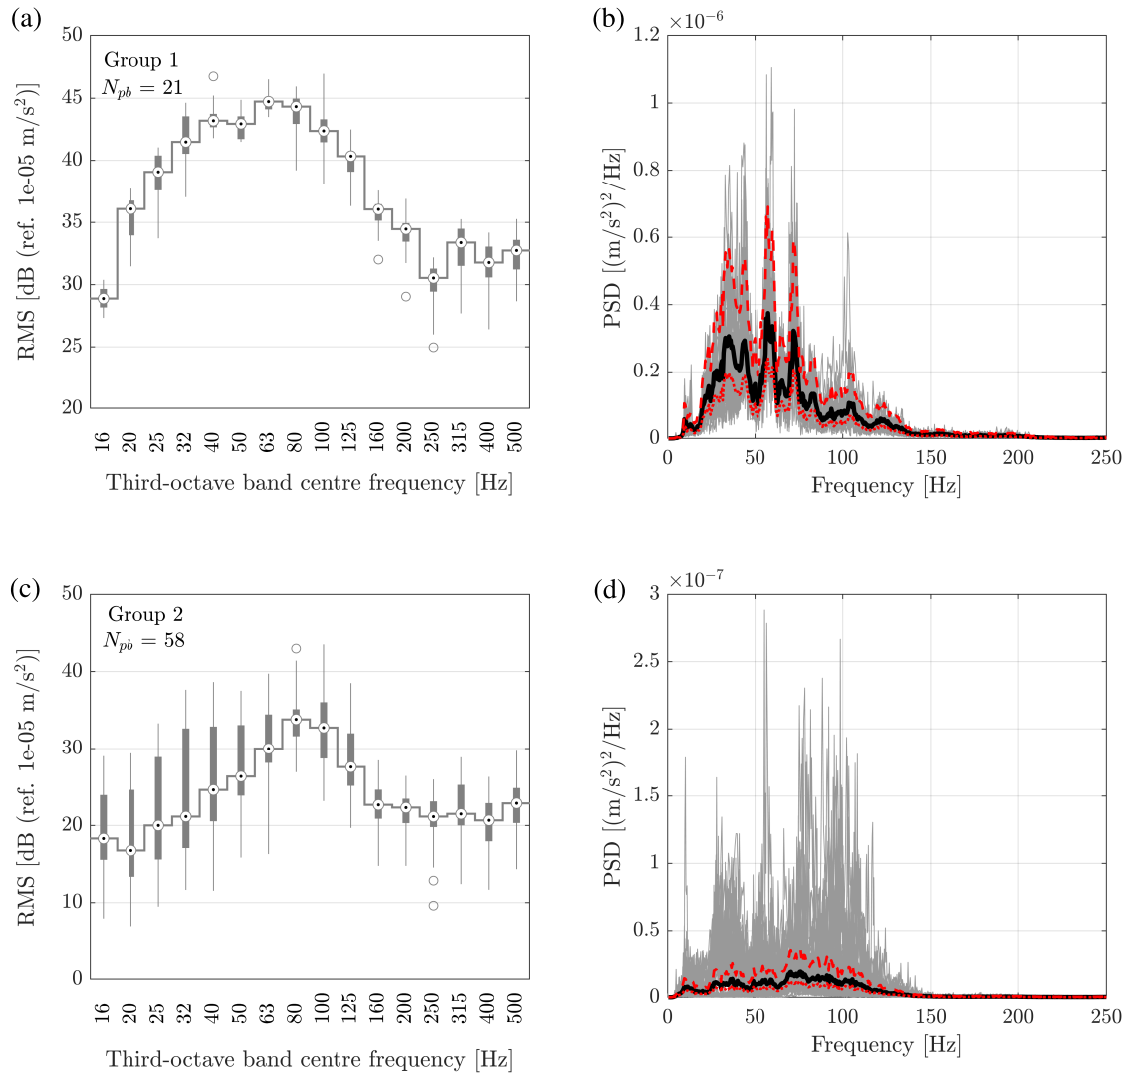 (a)
50
45
40
35
30
25
20
RMS [dB (ref. 1e-05 m/s²)]
Group 1
N_pb = 21
16 20 25 32 40 50 63 80 100 125 160 200 250 315 400 500
Third-octave band centre frequency [Hz]
(b)
×10⁻⁶
1.2
1
0.8
0.6
0.4
0.2
0
PSD [(m/s²)²/Hz]
0 50 100 150 200 250
Frequency [Hz]
(c)
50
40
30
20
10
0
RMS [dB (ref. 1e-05 m/s²)]
Group 2
N_pb = 58
16 20 25 32 40 50 63 80 100 125 160 200 250 315 400 500
Third-octave band centre frequency [Hz]
(d)
×10⁻⁷
3
2.5
2
1.5
1
0.5
0
PSD [(m/s²)²/Hz]
0 50 100 150 200 250
Frequency [Hz]